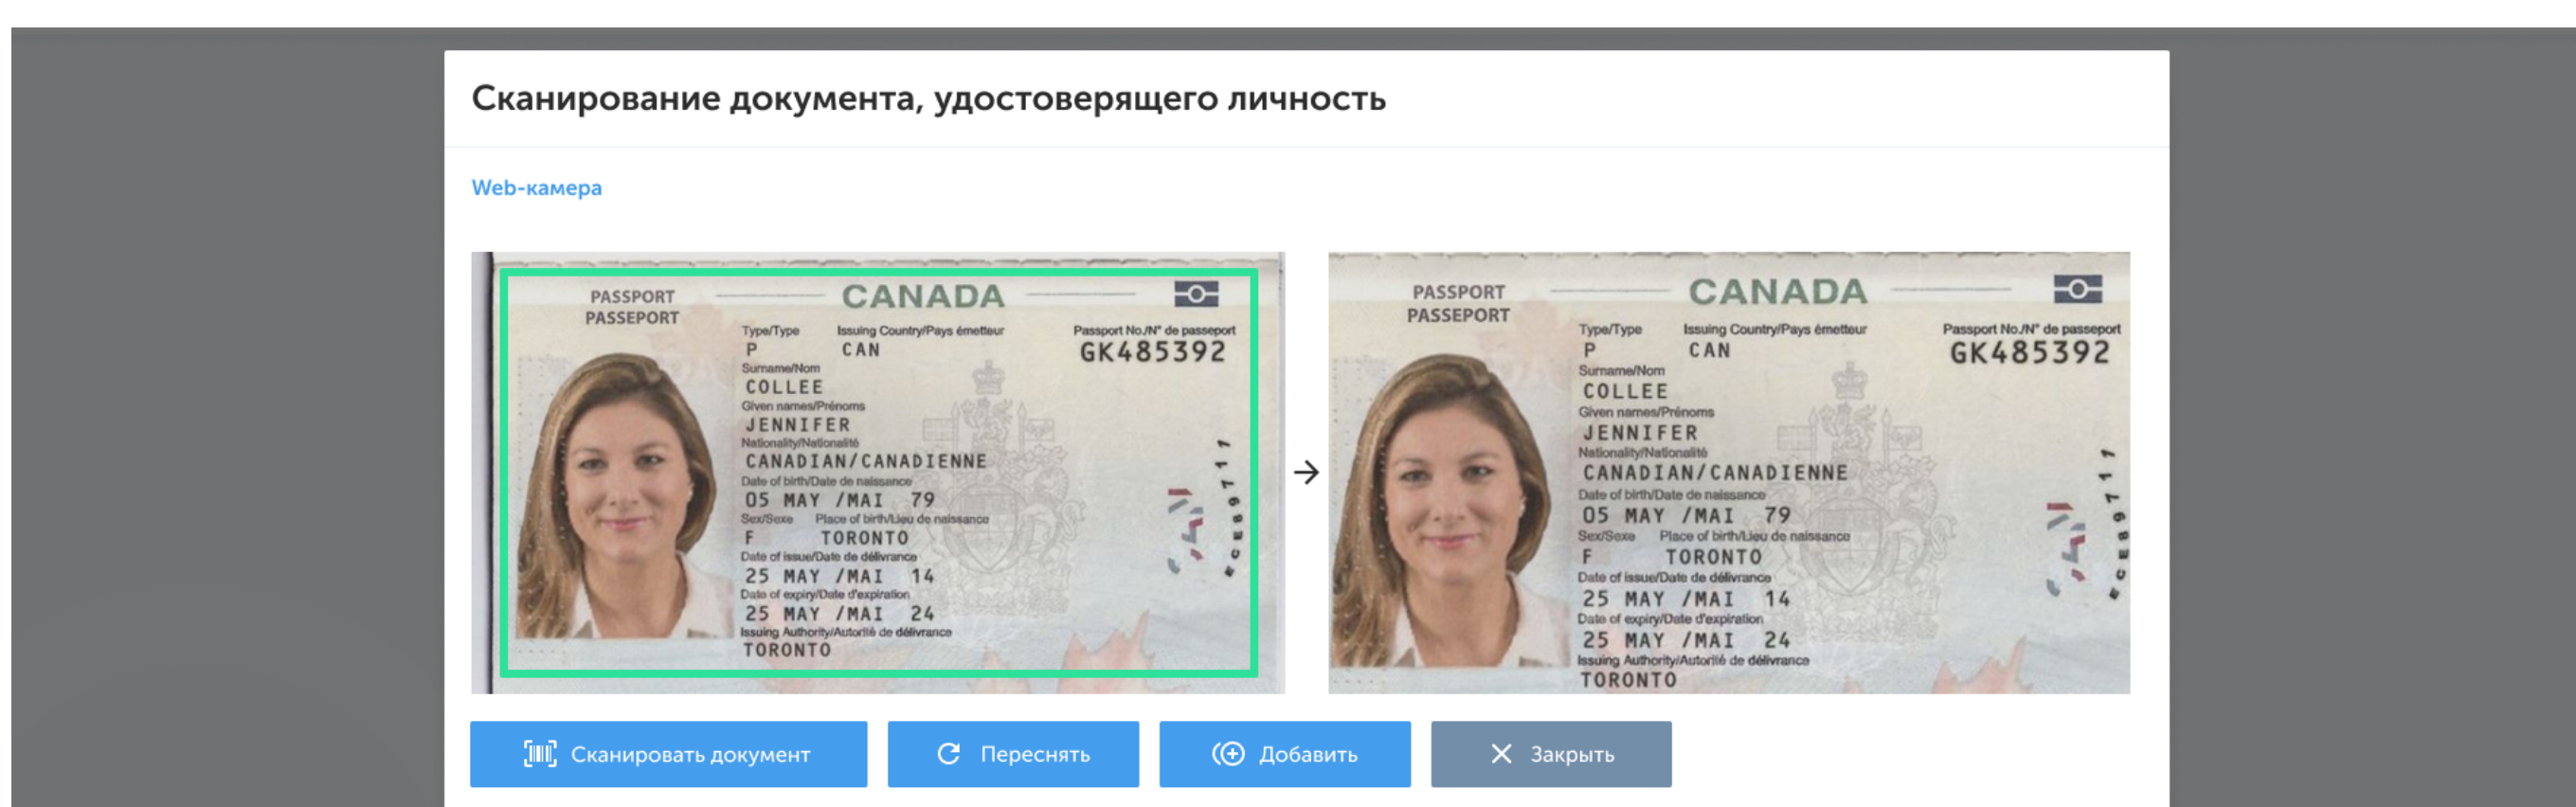 Сканирование документа, удостоверящего личность
Web-камера
PASSPORT
PASSEPORT
CANADA
Type/Type Issuing Country/Pays émetteur Passport No./N° de passeport
P CAN GK485392
Surname/Nom
COLLEE
Given names/Prénoms
JENNIFER
Nationality/Nationalité
CANADIAN/CANADIENNE
Date of birth/Date de naissance
05 MAY /MAI 79
Sex/Sexe Place of birth/Lieu de naissance
F TORONTO
Date of issue/Date de délivrance
25 MAY /MAI 14
Date of expiry/Date d'expiration
25 MAY /MAI 24
Issuing Authority/Autorité de délivrance
TORONTO
PASSPORT
PASSEPORT
CANADA
Type/Type Issuing Country/Pays émetteur Passport No./N° de passeport
P CAN GK485392
Surname/Nom
COLLEE
Given names/Prénoms
JENNIFER
Nationality/Nationalité
CANADIAN/CANADIENNE
Date of birth/Date de naissance
05 MAY /MAI 79
Sex/Sexe Place of birth/Lieu de naissance
F TORONTO
Date of issue/Date de délivrance
25 MAY /MAI 14
Date of expiry/Date d'expiration
25 MAY /MAI 24
Issuing Authority/Autorité de délivrance
TORONTO
Сканировать документ Переснять Добавить Закрыть